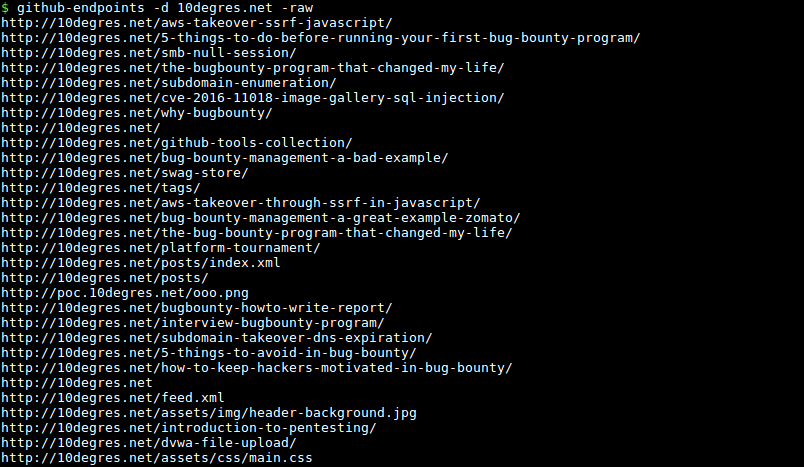 $ github-endpoints -d 10degres.net -raw
http://10degres.net/aws-takeover-ssrf-javascript/
http://10degres.net/5-things-to-do-before-running-your-first-bug-bounty-program/
http://10degres.net/smb-null-session/
http://10degres.net/the-bugbounty-program-that-changed-my-life/
http://10degres.net/subdomain-enumeration/
http://10degres.net/cve-2016-11018-image-gallery-sql-injection/
http://10degres.net/why-bugbounty/
http://10degres.net/
http://10degres.net/github-tools-collection/
http://10degres.net/bug-bounty-management-a-bad-example/
http://10degres.net/swag-store/
http://10degres.net/tags/
http://10degres.net/aws-takeover-through-ssrf-in-javascript/
http://10degres.net/bug-bounty-management-a-great-example-zomato/
http://10degres.net/the-bug-bounty-program-that-changed-my-life/
http://10degres.net/platform-tournament/
http://10degres.net/posts/index.xml
http://10degres.net/posts/
http://poc.10degres.net/ooo.png
http://10degres.net/bugbounty-howto-write-report/
http://10degres.net/interview-bugbounty-program/
http://10degres.net/subdomain-takeover-dns-expiration/
http://10degres.net/5-things-to-avoid-in-bug-bounty/
http://10degres.net/how-to-keep-hackers-motivated-in-bug-bounty/
http://10degres.net
http://10degres.net/feed.xml
http://10degres.net/assets/img/header-background.jpg
http://10degres.net/introduction-to-pentesting/
http://10degres.net/dvwa-file-upload/
http://10degres.net/assets/css/main.css